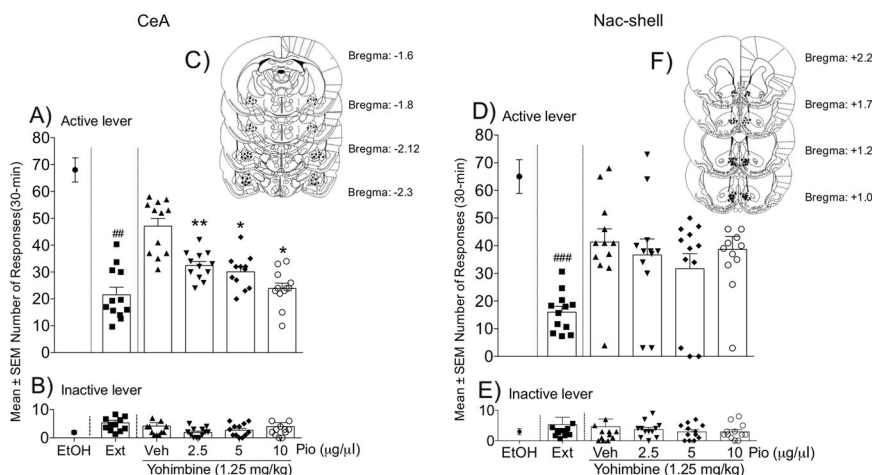 CeA
Nac-shell
C)
Bregma: -1.6
Bregma: -1.8
Bregma: -2.12
Bregma: -2.3
F)
Bregma: +2.2
Bregma: +1.7
Bregma: +1.2
Bregma: +1.0
A) Active lever
80
70
60
50
40
30
20
10
0
##
**
*
*
Mean ± SEM Number of Responses(30-min)
B) Inactive lever
10
0
EtOH Ext Veh 2.5 5 10 Pio (µg/µl)
Yohimbine (1.25 mg/kg)
D) Active lever
80
70
60
50
40
30
20
10
0
###
Mean ± SEM Number of Responses (30-min)
E) Inactive lever
10
0
EtOH Ext Veh 2.5 5 10 Pio (µg/µl)
Yohimbine (1.25 mg/kg)